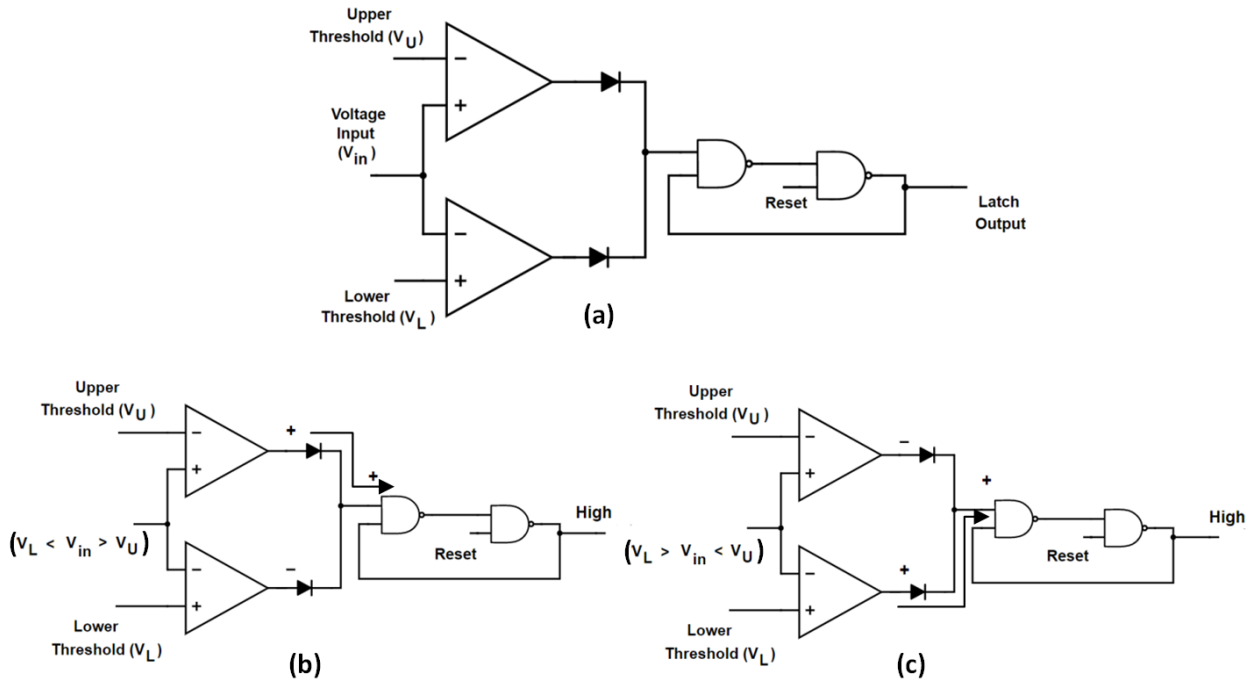 Upper
Threshold (VU)
−
Voltage
Input
(Vin)
+
−
Reset
Latch
Output
+
Lower
Threshold (VL)
(a)
Upper
Threshold (VU)
−
+
+
+
High
(VL < Vin > VU)
Reset
−
−
+
Lower
Threshold (VL)
(b)
Upper
Threshold (VU)
−
−
+
+
High
(VL > Vin < VU)
Reset
−
+
+
Lower
Threshold (VL)
(c)